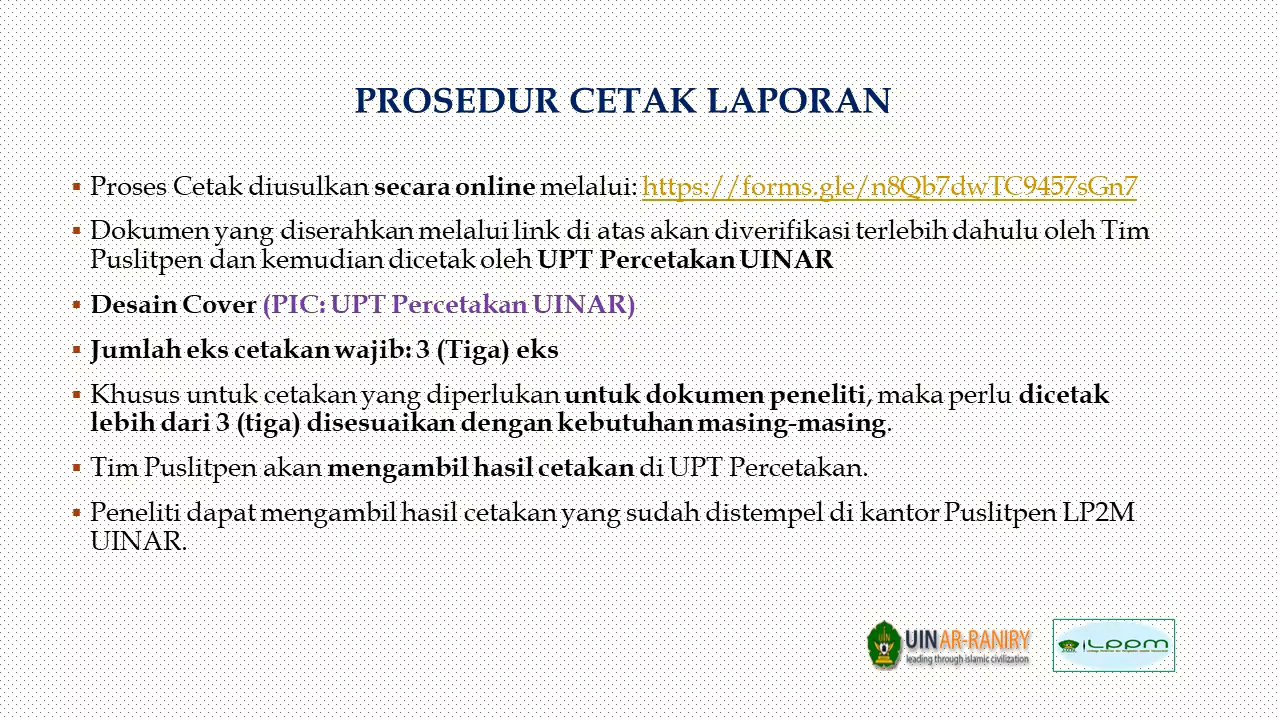 PROSEDUR CETAK LAPORAN
▪ Proses Cetak diusulkan secara online melalui: https://forms.gle/n8Qb7dwTC9457sGn7
▪ Dokumen yang diserahkan melalui link di atas akan diverifikasi terlebih dahulu oleh Tim
Puslitpen dan kemudian dicetak oleh UPT Percetakan UINAR
▪ Desain Cover (PIC: UPT Percetakan UINAR)
▪ Jumlah eks cetakan wajib: 3 (Tiga) eks
▪ Khusus untuk cetakan yang diperlukan untuk dokumen peneliti, maka perlu dicetak
lebih dari 3 (tiga) disesuaikan dengan kebutuhan masing-masing.
▪ Tim Puslitpen akan mengambil hasil cetakan di UPT Percetakan.
▪ Peneliti dapat mengambil hasil cetakan yang sudah distempel di kantor Puslitpen LP2M
UINAR.
UINAR-RANIRY
leading through islamic civilization
LPPM